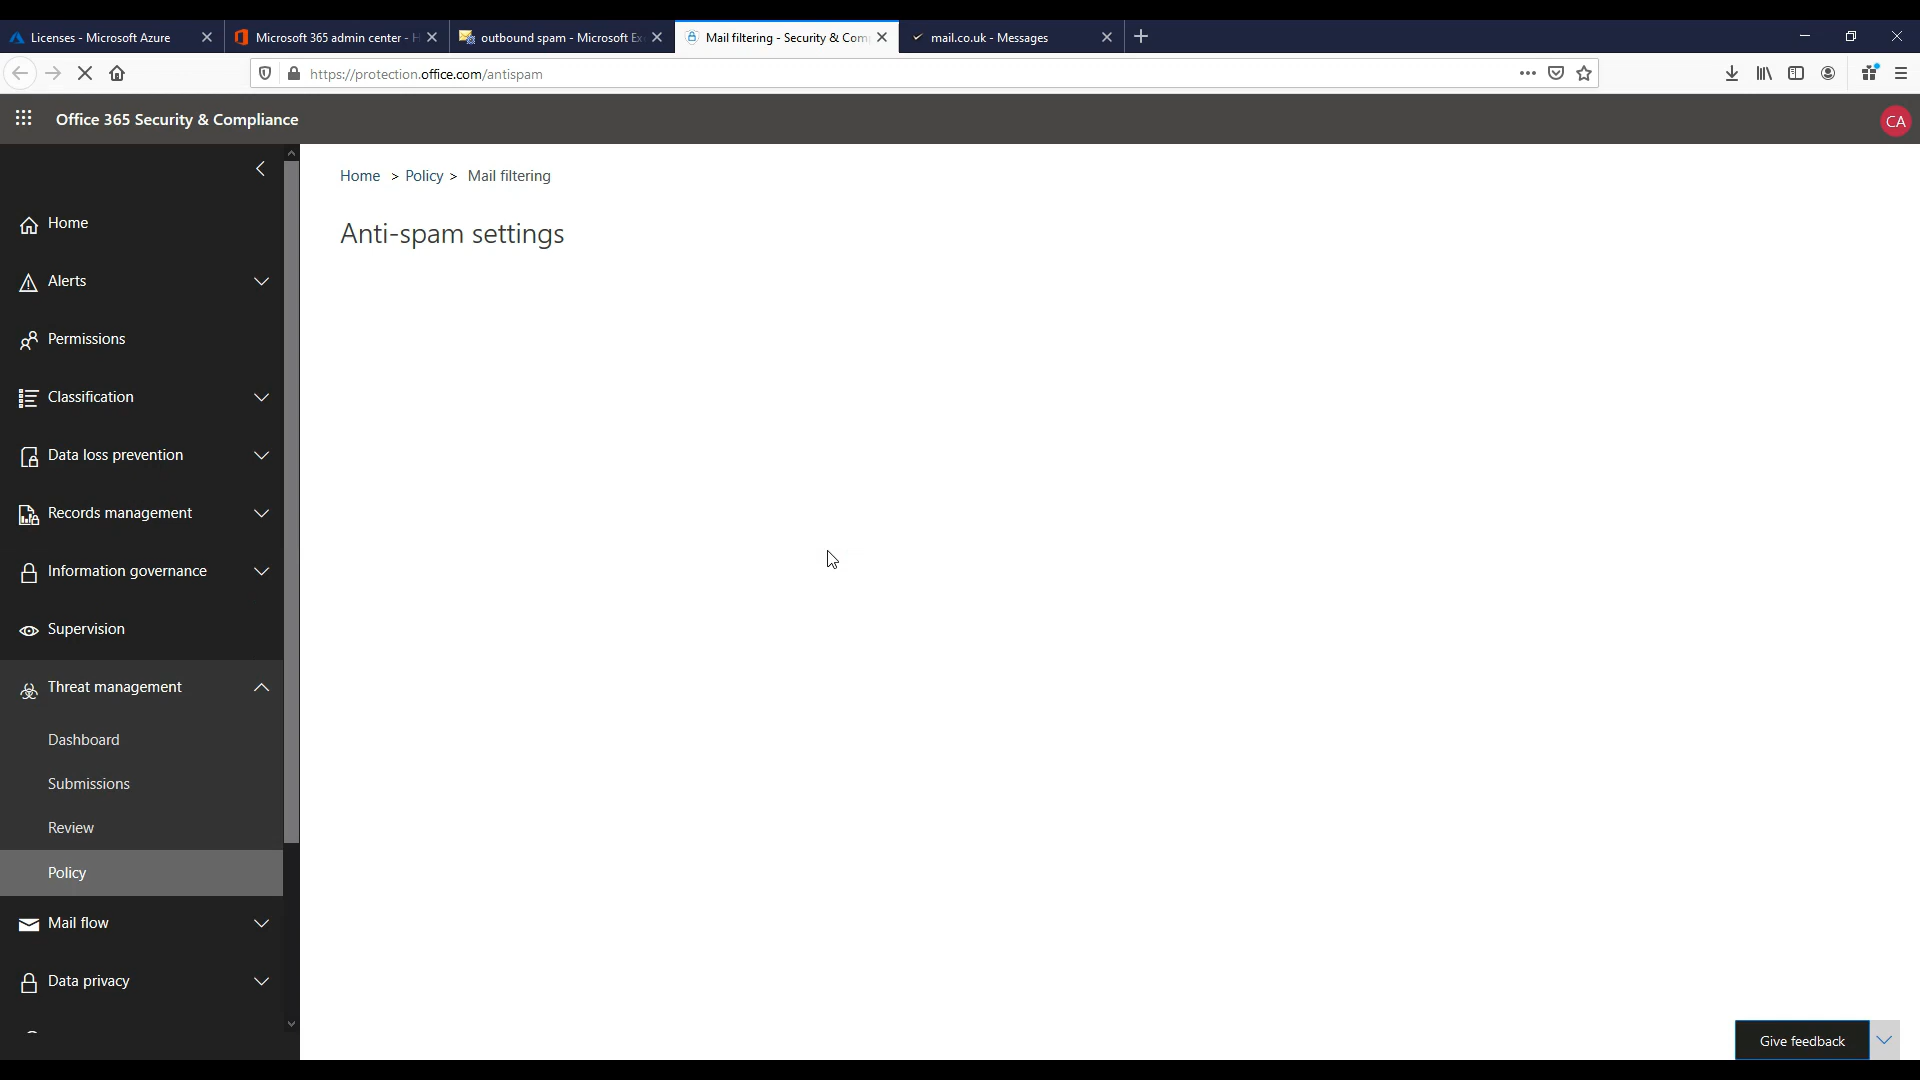 Licenses - Microsoft Azure
Microsoft 365 admin center -
outbound spam - Microsoft Ex
Mail filtering - Security & Com
mail.co.uk - Messages
https://protection.office.com/antispam
Office 365 Security & Compliance
CA
Home > Policy > Mail filtering
Anti-spam settings
Home
Alerts
Permissions
Classification
Data loss prevention
Records management
Information governance
Supervision
Threat management
Dashboard
Submissions
Review
Policy
Mail flow
Data privacy
Give feedback